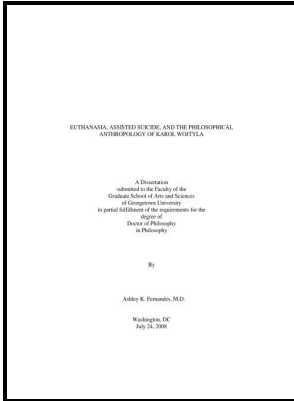 EUTHANASIA, ASSISTED SUICIDE, AND THE PHILOSOPHICAL
ANTHROPOLOGY OF KAROL WOJTYLA
A Dissertation
submitted to the Faculty of the
Graduate School of Arts and Sciences
of Georgetown University
in partial fulfillment of the requirements for the
degree of
Doctor of Philosophy
in Philosophy
By
Ashley K. Fernandes, M.D.
Washington, DC
July 24, 2008